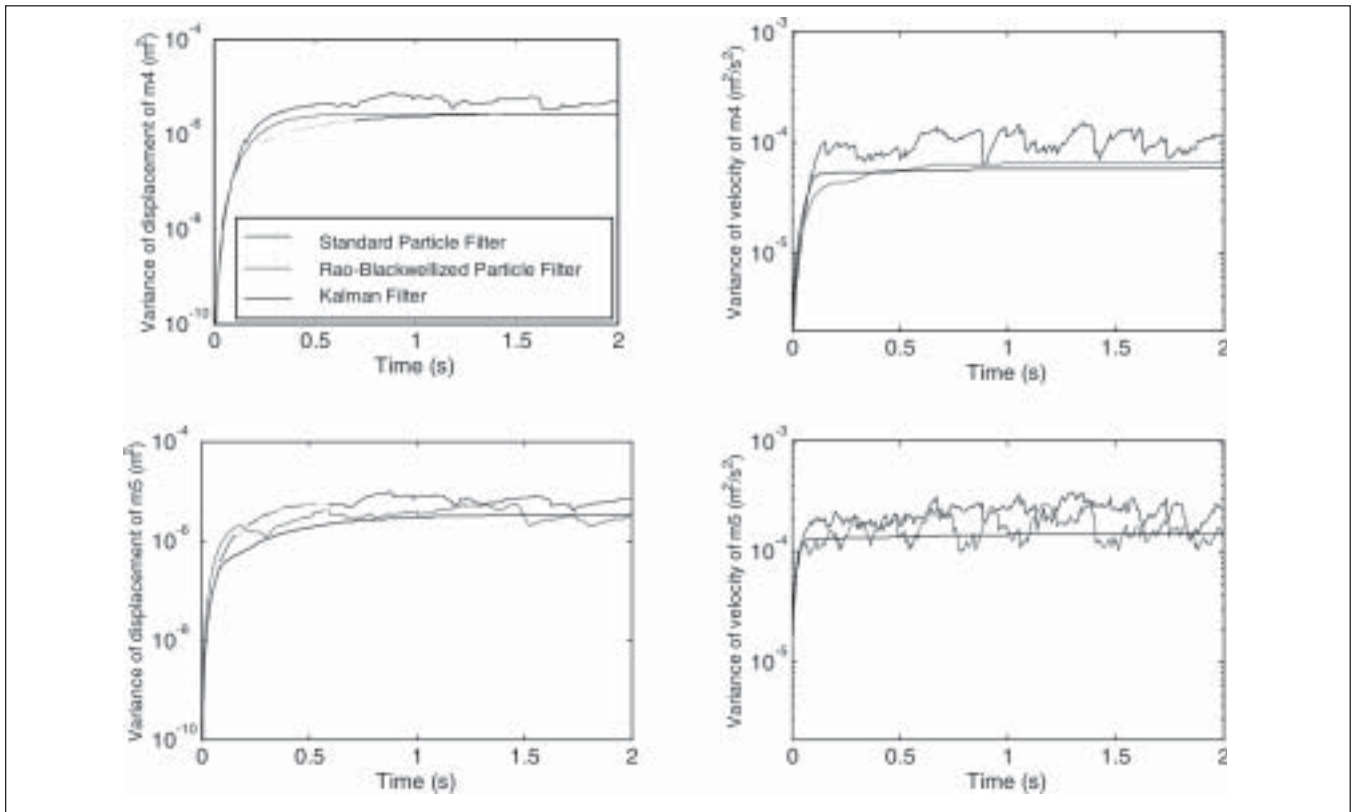 Variance of displacement of m4 (m²)
10⁻⁴
10⁻⁶
10⁻⁸
10⁻¹⁰
Standard Particle Filter
Rao-Blackwellized Particle Filter
Kalman Filter
0 0.5 1 1.5 2
Time (s)
Variance of velocity of m4 (m²/s²)
10⁻³
10⁻⁴
10⁻⁵
0 0.5 1 1.5 2
Time (s)
Variance of displacement of m5 (m²)
10⁻⁴
10⁻⁶
10⁻⁸
10⁻¹⁰
0 0.5 1 1.5 2
Time (s)
Variance of velocity of m5 (m²/s²)
10⁻³
10⁻⁴
10⁻⁵
0 0.5 1 1.5 2
Time (s)